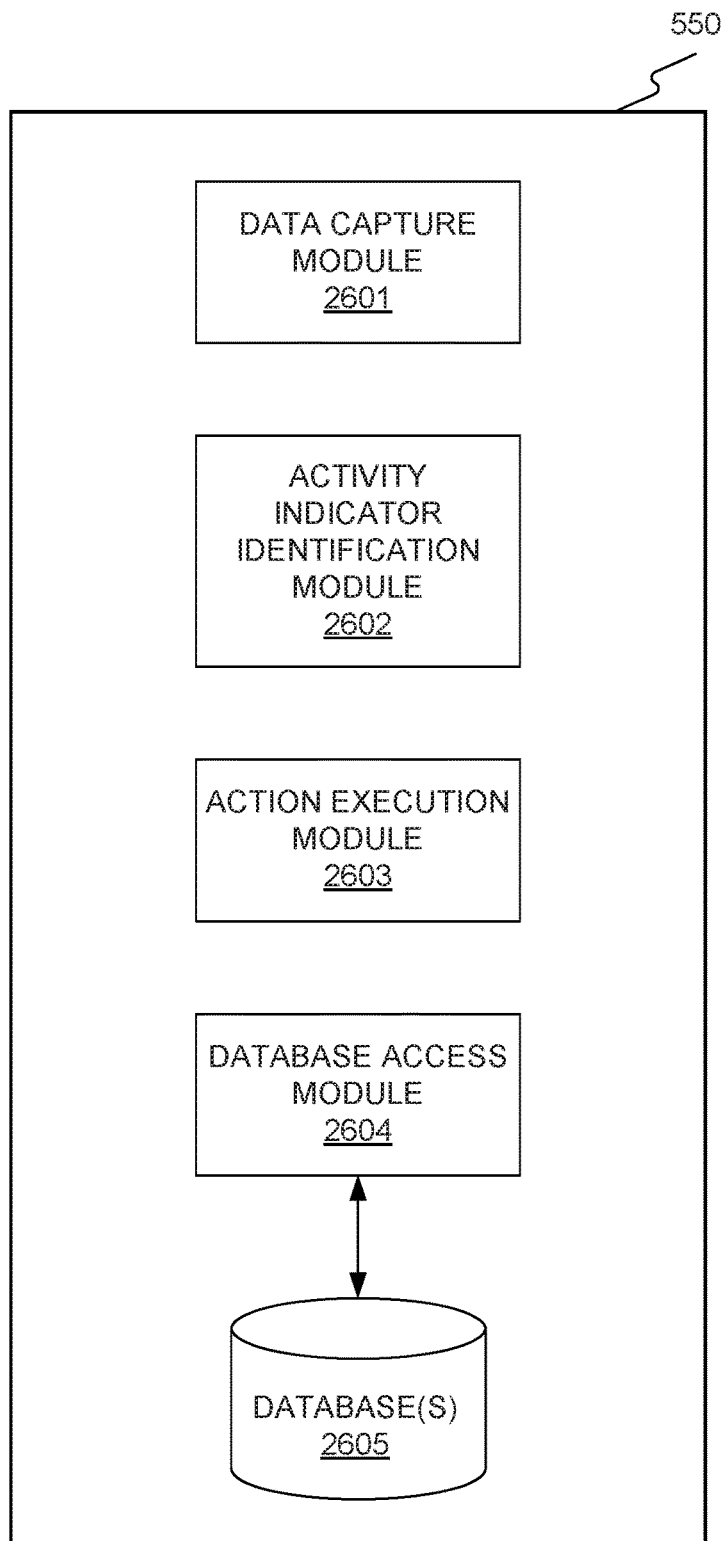 550
DATA CAPTURE
MODULE
2601
ACTIVITY
INDICATOR
IDENTIFICATION
MODULE
2602
ACTION EXECUTION
MODULE
2603
DATABASE ACCESS
MODULE
2604
DATABASE(S)
2605